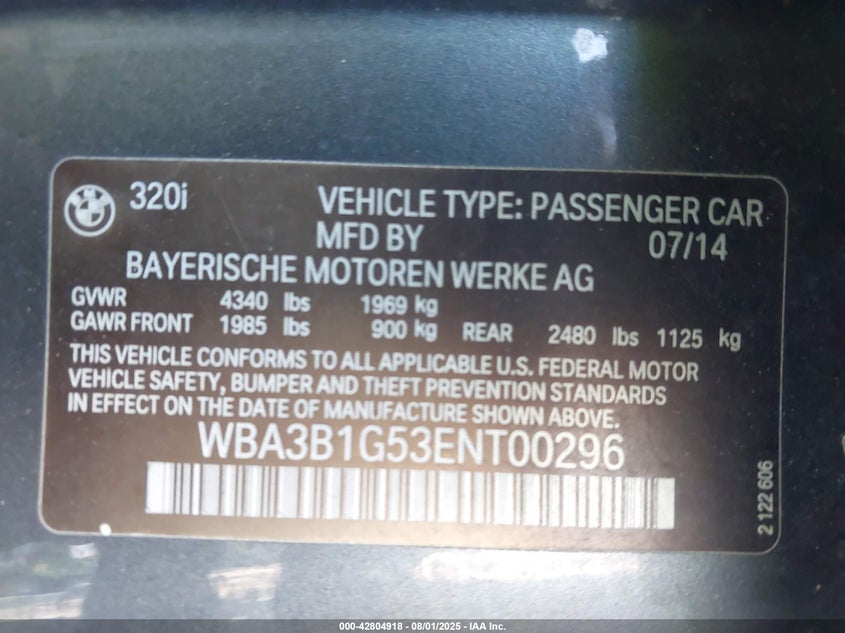 320i VEHICLE TYPE: PASSENGER CAR
MFD BY 07/14
BAYERISCHE MOTOREN WERKE AG
GVWR 4340 lbs 1969 kg
GAWR FRONT 1985 lbs 900 kg REAR 2480 lbs 1125 kg
THIS VEHICLE CONFORMS TO ALL APPLICABLE U.S. FEDERAL MOTOR
VEHICLE SAFETY, BUMPER AND THEFT PREVENTION STANDARDS
IN EFFECT ON THE DATE OF MANUFACTURE SHOWN ABOVE.
WBA3B1G53ENT00296
2 122 606
000-42804918 - 08/01/2025 - IAA Inc.